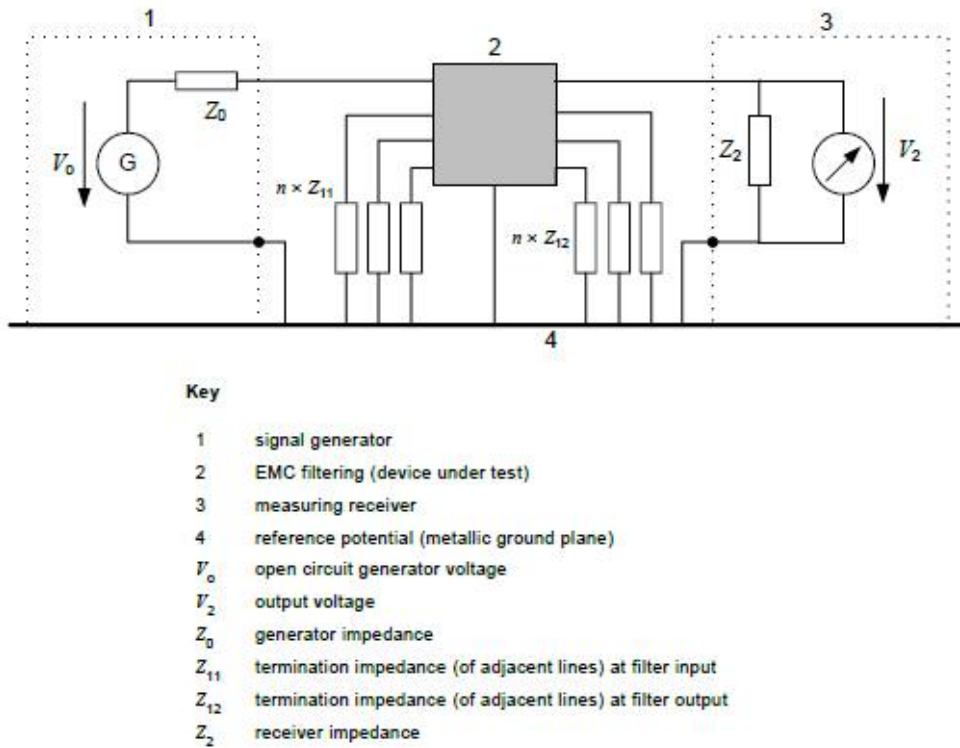 1
2
3
Z₀
V₀
G
n × Z₁₁
n × Z₁₂
Z₂
V₂
4
Key
1 signal generator
2 EMC filtering (device under test)
3 measuring receiver
4 reference potential (metallic ground plane)
Vₒ open circuit generator voltage
V₂ output voltage
Z₀ generator impedance
Z₁₁ termination impedance (of adjacent lines) at filter input
Z₁₂ termination impedance (of adjacent lines) at filter output
Z₂ receiver impedance